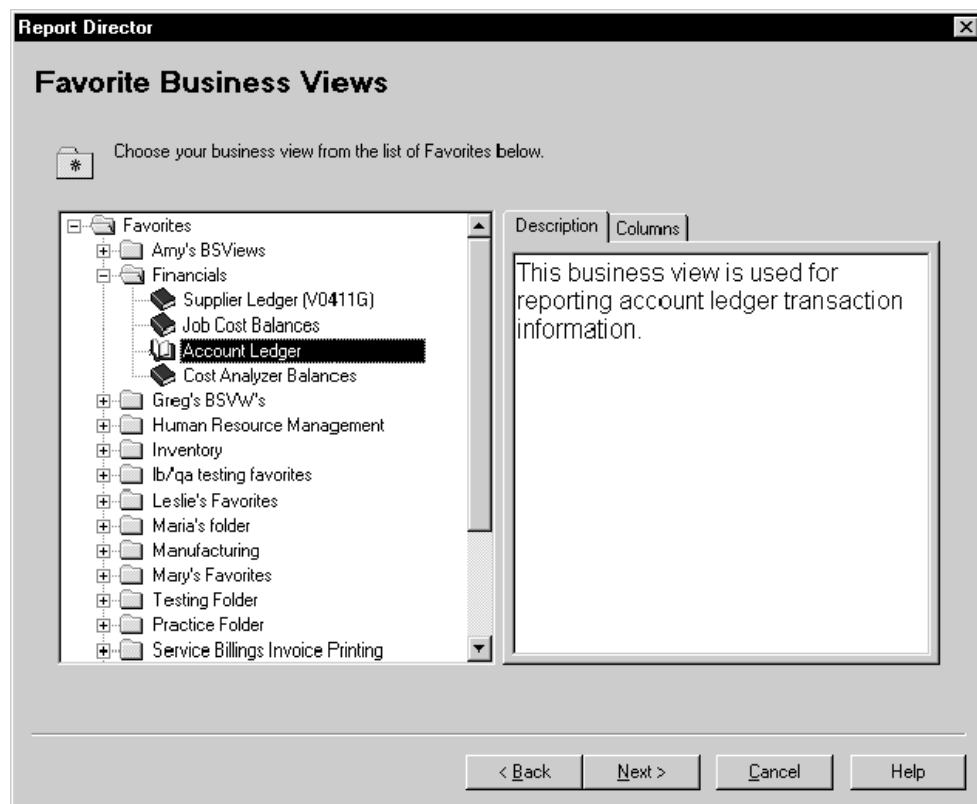 Report Director
Favorite Business Views
Choose your business view from the list of Favorites below.
Favorites
Amy's BSViews
Financials
Supplier Ledger (V0411G)
Job Cost Balances
Account Ledger
Cost Analyzer Balances
Greg's BSVW's
Human Resource Management
Inventory
lb/qa testing favorites
Leslie's Favorites
Maria's folder
Manufacturing
Mary's Favorites
Testing Folder
Practice Folder
Service Billings Invoice Printing
Description Columns
This business view is used for
reporting account ledger transaction
information.
< Back Next > Cancel Help